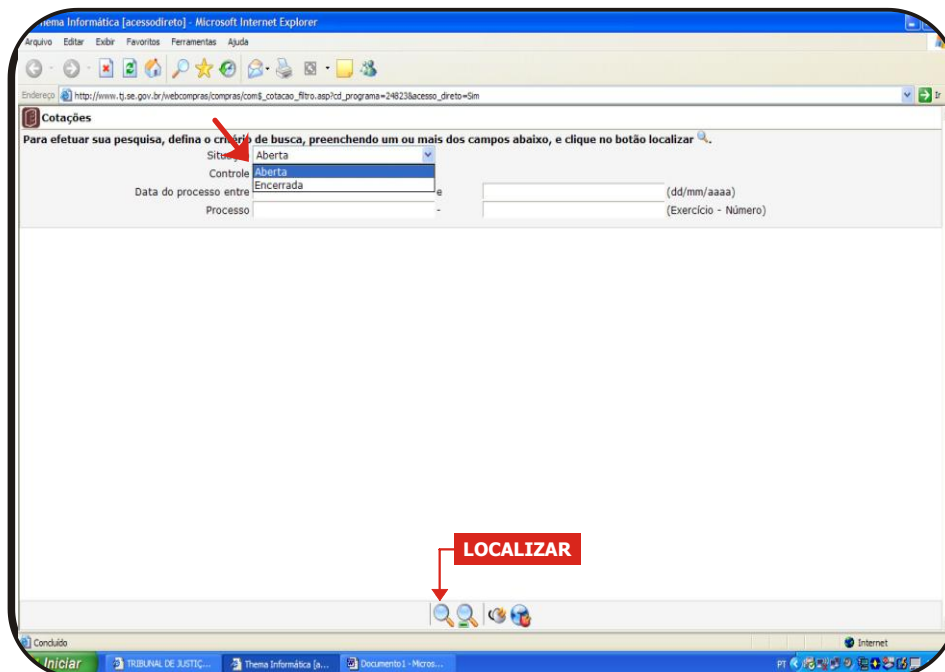 Thema Informática [acessodireto] - Microsoft Internet Explorer
Arquivo Editar Exibir Favoritos Ferramentas Ajuda
Endereço http://www.tj.se.gov.br/webcompras/compras/com$_cotacao_filtro.asp?cd_programa=24823&acesso_direto=Sim Ir
Cotações
Para efetuar sua pesquisa, defina o critério de busca, preenchendo um ou mais dos campos abaixo, e clique no botão localizar .
Aberta
Controle Aberta
Encerrada
Data do processo entre e (dd/mm/aaaa)
Processo - (Exercício - Número)
LOCALIZAR
Concluído Internet
Iniciar TRIBUNAL DE JUSTIÇ... Thema Informática [a... Documento1 - Micros... PT